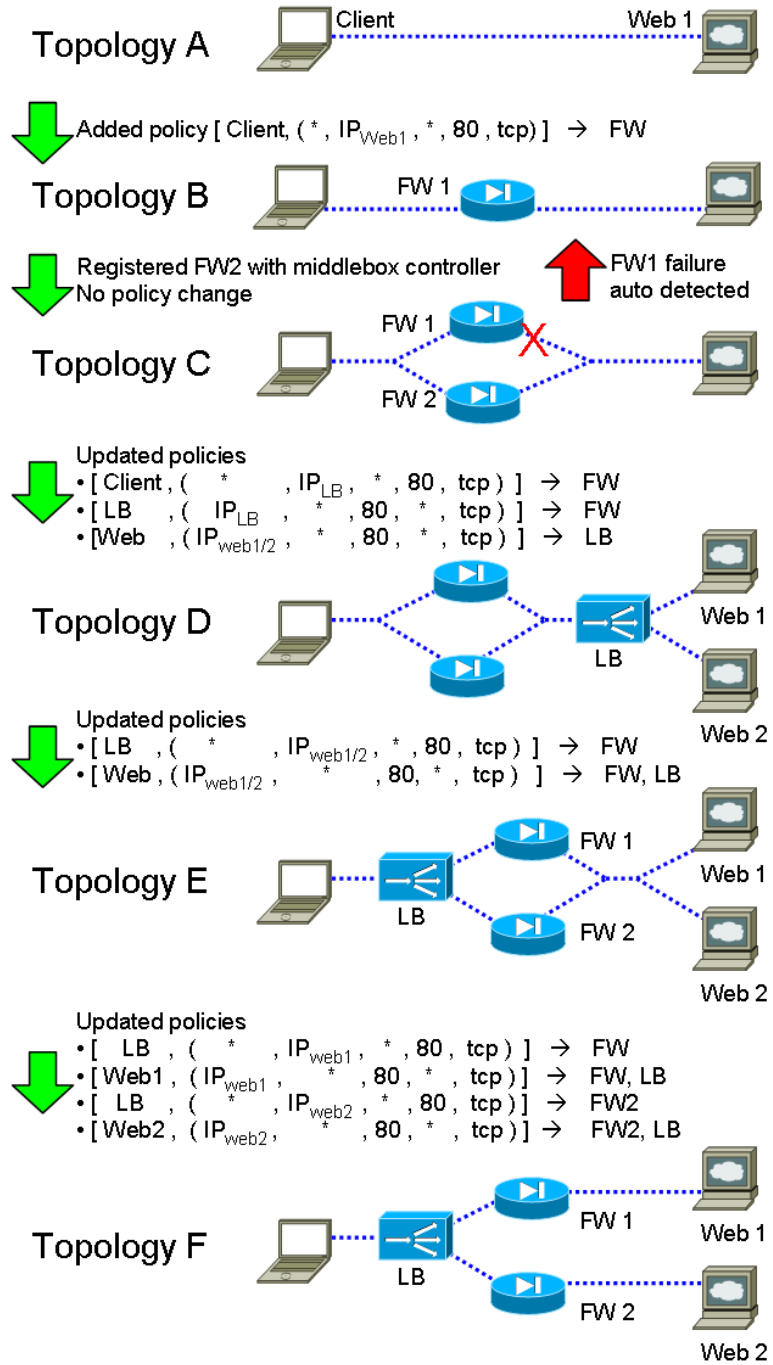 Client
Web 1
Topology A
Added policy [ Client, ( * , IPWeb1 , * , 80 , tcp) ] → FW
Topology B
FW 1
Registered FW2 with middlebox controller
No policy change
FW1 failure
auto detected
FW 1
Topology C
X
FW 2
Updated policies
• [ Client , ( * , IPLB , * , 80 , tcp ) ] → FW
• [ LB , ( IPLB , * , 80 , * , tcp ) ] → FW
• [Web , ( IPweb1/2 , * , 80 , * , tcp ) ] → LB
Topology D
Web 1
LB
Web 2
Updated policies
• [ LB , ( * , IPweb1/2 , * , 80 , tcp ) ] → FW
• [ Web , ( IPweb1/2 , * , 80, * , tcp ) ] → FW, LB
FW 1
Topology E
Web 1
LB
FW 2
Web 2
Updated policies
• [ LB , ( * , IPweb1 , * , 80 , tcp ) ] → FW
• [ Web1 , ( IPweb1 , * , 80 , * , tcp ) ] → FW, LB
• [ LB , ( * , IPweb2 , * , 80 , tcp ) ] → FW2
• [ Web2 , ( IPweb2 , * , 80 , * , tcp ) ] → FW2, LB
FW 1
Web 1
Topology F
LB
FW 2
Web 2